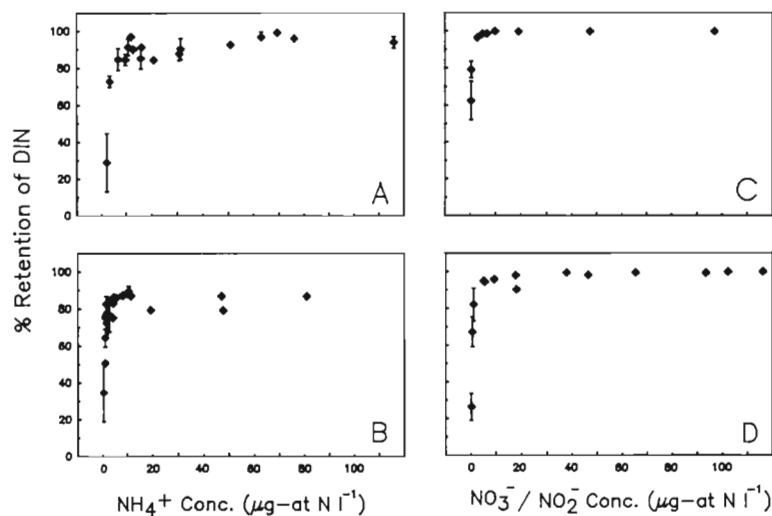 % Retention of DIN
100
80
60
40
20
0
A
C
100
80
60
40
20
0
B
D
0 20 40 60 80 100
0 20 40 60 80 100
NH₄⁺ Conc. (μg–at N l⁻¹)
NO₃⁻/NO₂⁻ Conc. (μg–at N l⁻¹)